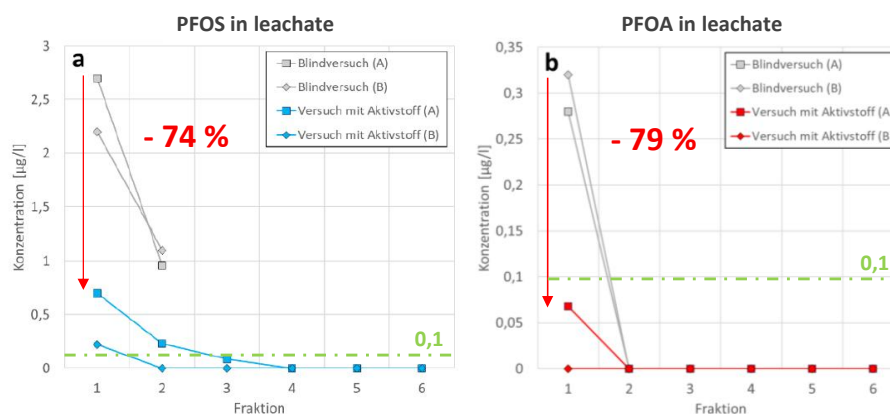 PFOS in leachate
a
Blindversuch (A)
Blindversuch (B)
Versuch mit Aktivstoff (A)
Versuch mit Aktivstoff (B)
- 74 %
0,1
Konzentration [µg/l]
3
2,5
2
1,5
1
0,5
0
1 2 3 4 5 6
Fraktion
PFOA in leachate
b
Blindversuch (A)
Blindversuch (B)
Versuch mit Aktivstoff (A)
Versuch mit Aktivstoff (B
- 79 %
0,1
Konzentration [µg/l]
0,35
0,3
0,25
0,2
0,15
0,1
0,05
0
1 2 3 4 5 6
Fraktion